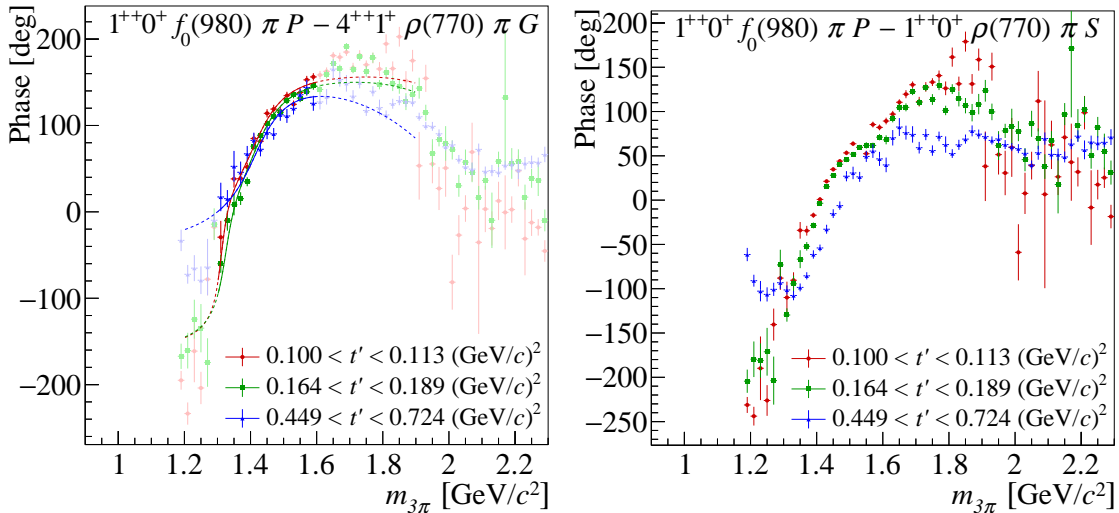 1⁺⁺0⁺ f₀(980) π P − 4⁺⁺1⁺ ρ(770) π G
Phase [deg]
200
100
0
−100
−200
0.100 < t′ < 0.113 (GeV/c)²
0.164 < t′ < 0.189 (GeV/c)²
0.449 < t′ < 0.724 (GeV/c)²
1 1.2 1.4 1.6 1.8 2 2.2
m₃π [GeV/c²]
1⁺⁺0⁺ f₀(980) π P − 1⁺⁺0⁺ ρ(770) π S
Phase [deg]
200
150
100
50
0
−50
−100
−150
−200
−250
0.100 < t′ < 0.113 (GeV/c)²
0.164 < t′ < 0.189 (GeV/c)²
0.449 < t′ < 0.724 (GeV/c)²
1 1.2 1.4 1.6 1.8 2 2.2
m₃π [GeV/c²]